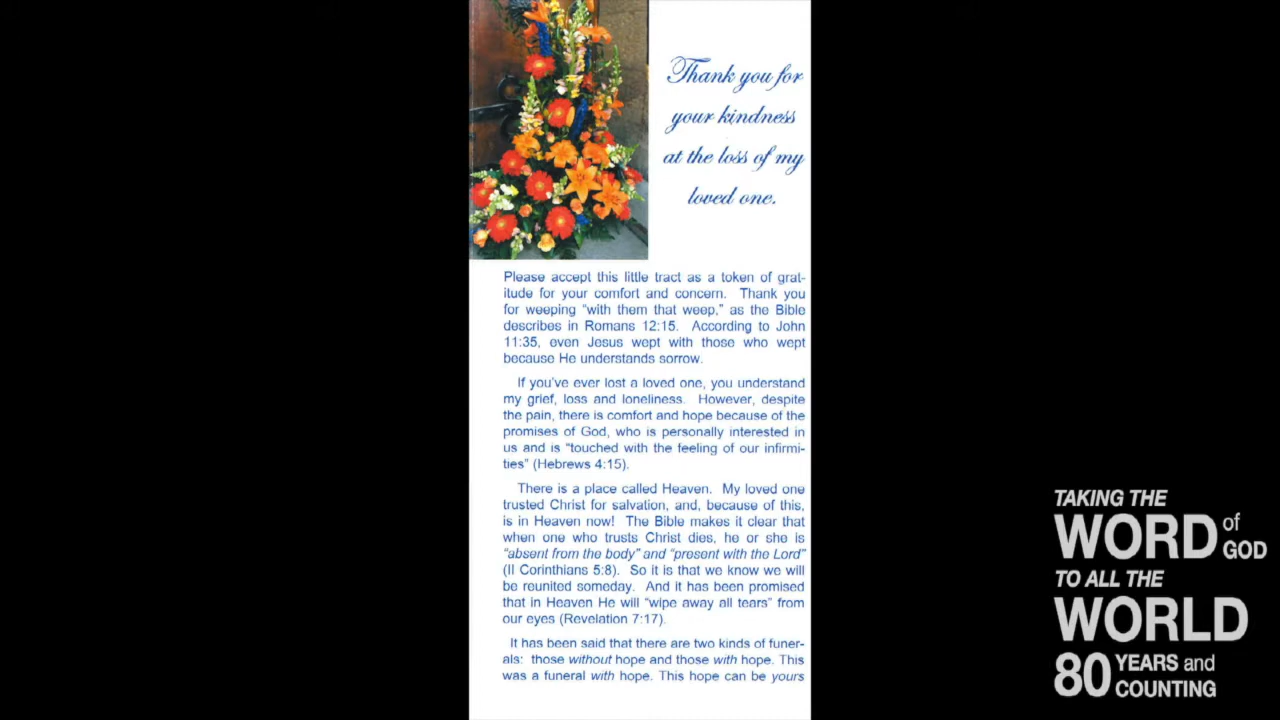 Thank you for
your kindness
at the loss of my
loved one.
Please accept this little tract as a token of grat-
itude for your comfort and concern. Thank you
for weeping “with them that weep,” as the Bible
describes in Romans 12:15. According to John
11:35, even Jesus wept with those who wept
because He understands sorrow.
If you’ve ever lost a loved one, you understand
my grief, loss and loneliness. However, despite
the pain, there is comfort and hope because of the
promises of God, who is personally interested in
us and is “touched with the feeling of our infirmi-
ties” (Hebrews 4:15).
There is a place called Heaven. My loved one
trusted Christ for salvation, and, because of this,
is in Heaven now! The Bible makes it clear that
when one who trusts Christ dies, he or she is
“absent from the body” and “present with the Lord”
(II Corinthians 5:8). So it is that we know we will
be reunited someday. And it has been promised
that in Heaven He will “wipe away all tears” from
our eyes (Revelation 7:17).
It has been said that there are two kinds of funer-
als: those without hope and those with hope. This
was a funeral with hope. This hope can be yours
TAKING THE
WORD of GOD
TO ALL THE
WORLD
80 YEARS and COUNTING